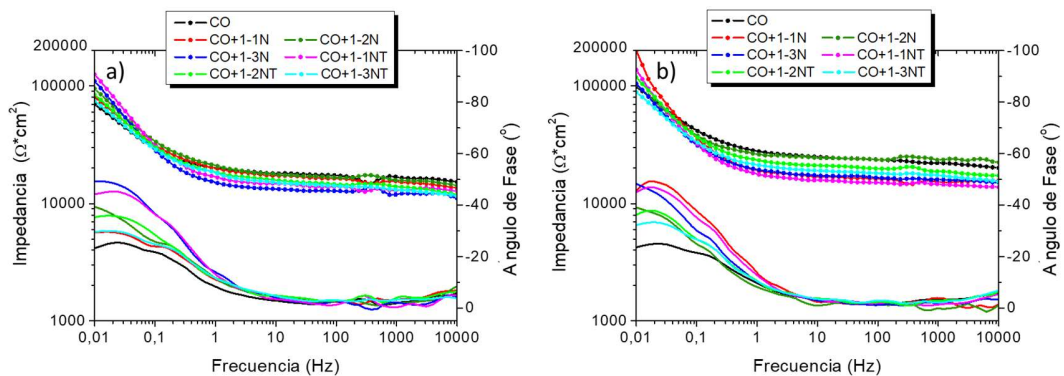 CO
CO+1-1N CO+1-2N
CO+1-3N CO+1-1NT
CO+1-2NT CO+1-3NT
a)
200000
100000
10000
1000
Impedancia (Ω*cm²)
-100
-80
-60
-40
-20
0
Angulo de Fase (°)
0,01 0,1 1 10 100 1000 10000
Frecuencia (Hz)
CO
CO+1-1N CO+1-2N
CO+1-3N CO+1-1NT
CO+1-2NT CO+1-3NT
b)
200000
100000
10000
1000
Impedancia (Ω*cm²)
-100
-80
-60
-40
-20
0
Angulo de Fase (°)
0,01 0,1 1 10 100 1000 10000
Frecuencia (Hz)